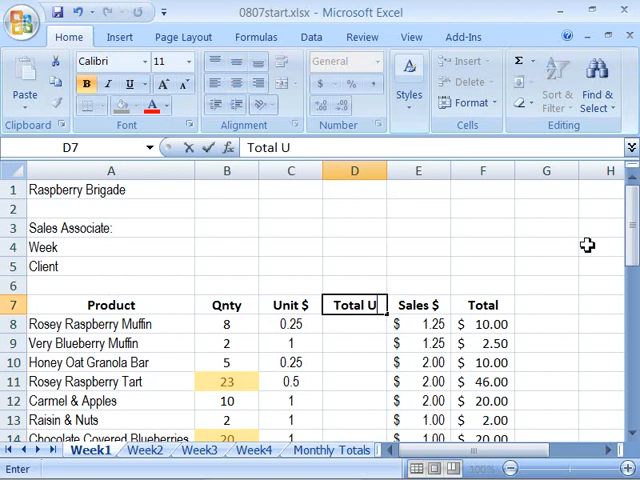 0807start.xlsx - Microsoft Excel
Home Insert Page Layout Formulas Data Review View Add-Ins
Paste
Calibri 11
B I U
A A
General
$ % ,
Styles
Insert
Delete
Format
Σ
Sort & Filter
Find & Select
Clipboard Font Alignment Number Cells Editing
D7 fx Total U
A B C D E F G H
1 Raspberry Brigade
2
3 Sales Associate:
4 Week
5 Client
6
7 Product Qnty Unit $ Total U Sales $ Total
8 Rosey Raspberry Muffin 8 0.25 $ 1.25 $ 10.00
9 Very Blueberry Muffin 2 1 $ 1.25 $ 2.50
10 Honey Oat Granola Bar 5 0.25 $ 2.00 $ 10.00
11 Rosey Raspberry Tart 23 0.5 $ 2.00 $ 46.00
12 Carmel & Apples 10 1 $ 2.00 $ 20.00
13 Raisin & Nuts 2 1 $ 1.00 $ 2.00
14 Chocolate Covered Blueberries 20 1 $ 1.00 $ 20.00
Week1 Week2 Week3 Week4 Monthly Totals
Enter 100%